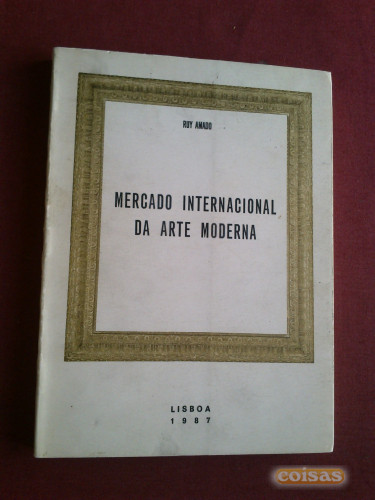 RUY AMADO
MERCADO INTERNACIONAL
DA ARTE MODERNA
LISBOA
1987
coisas